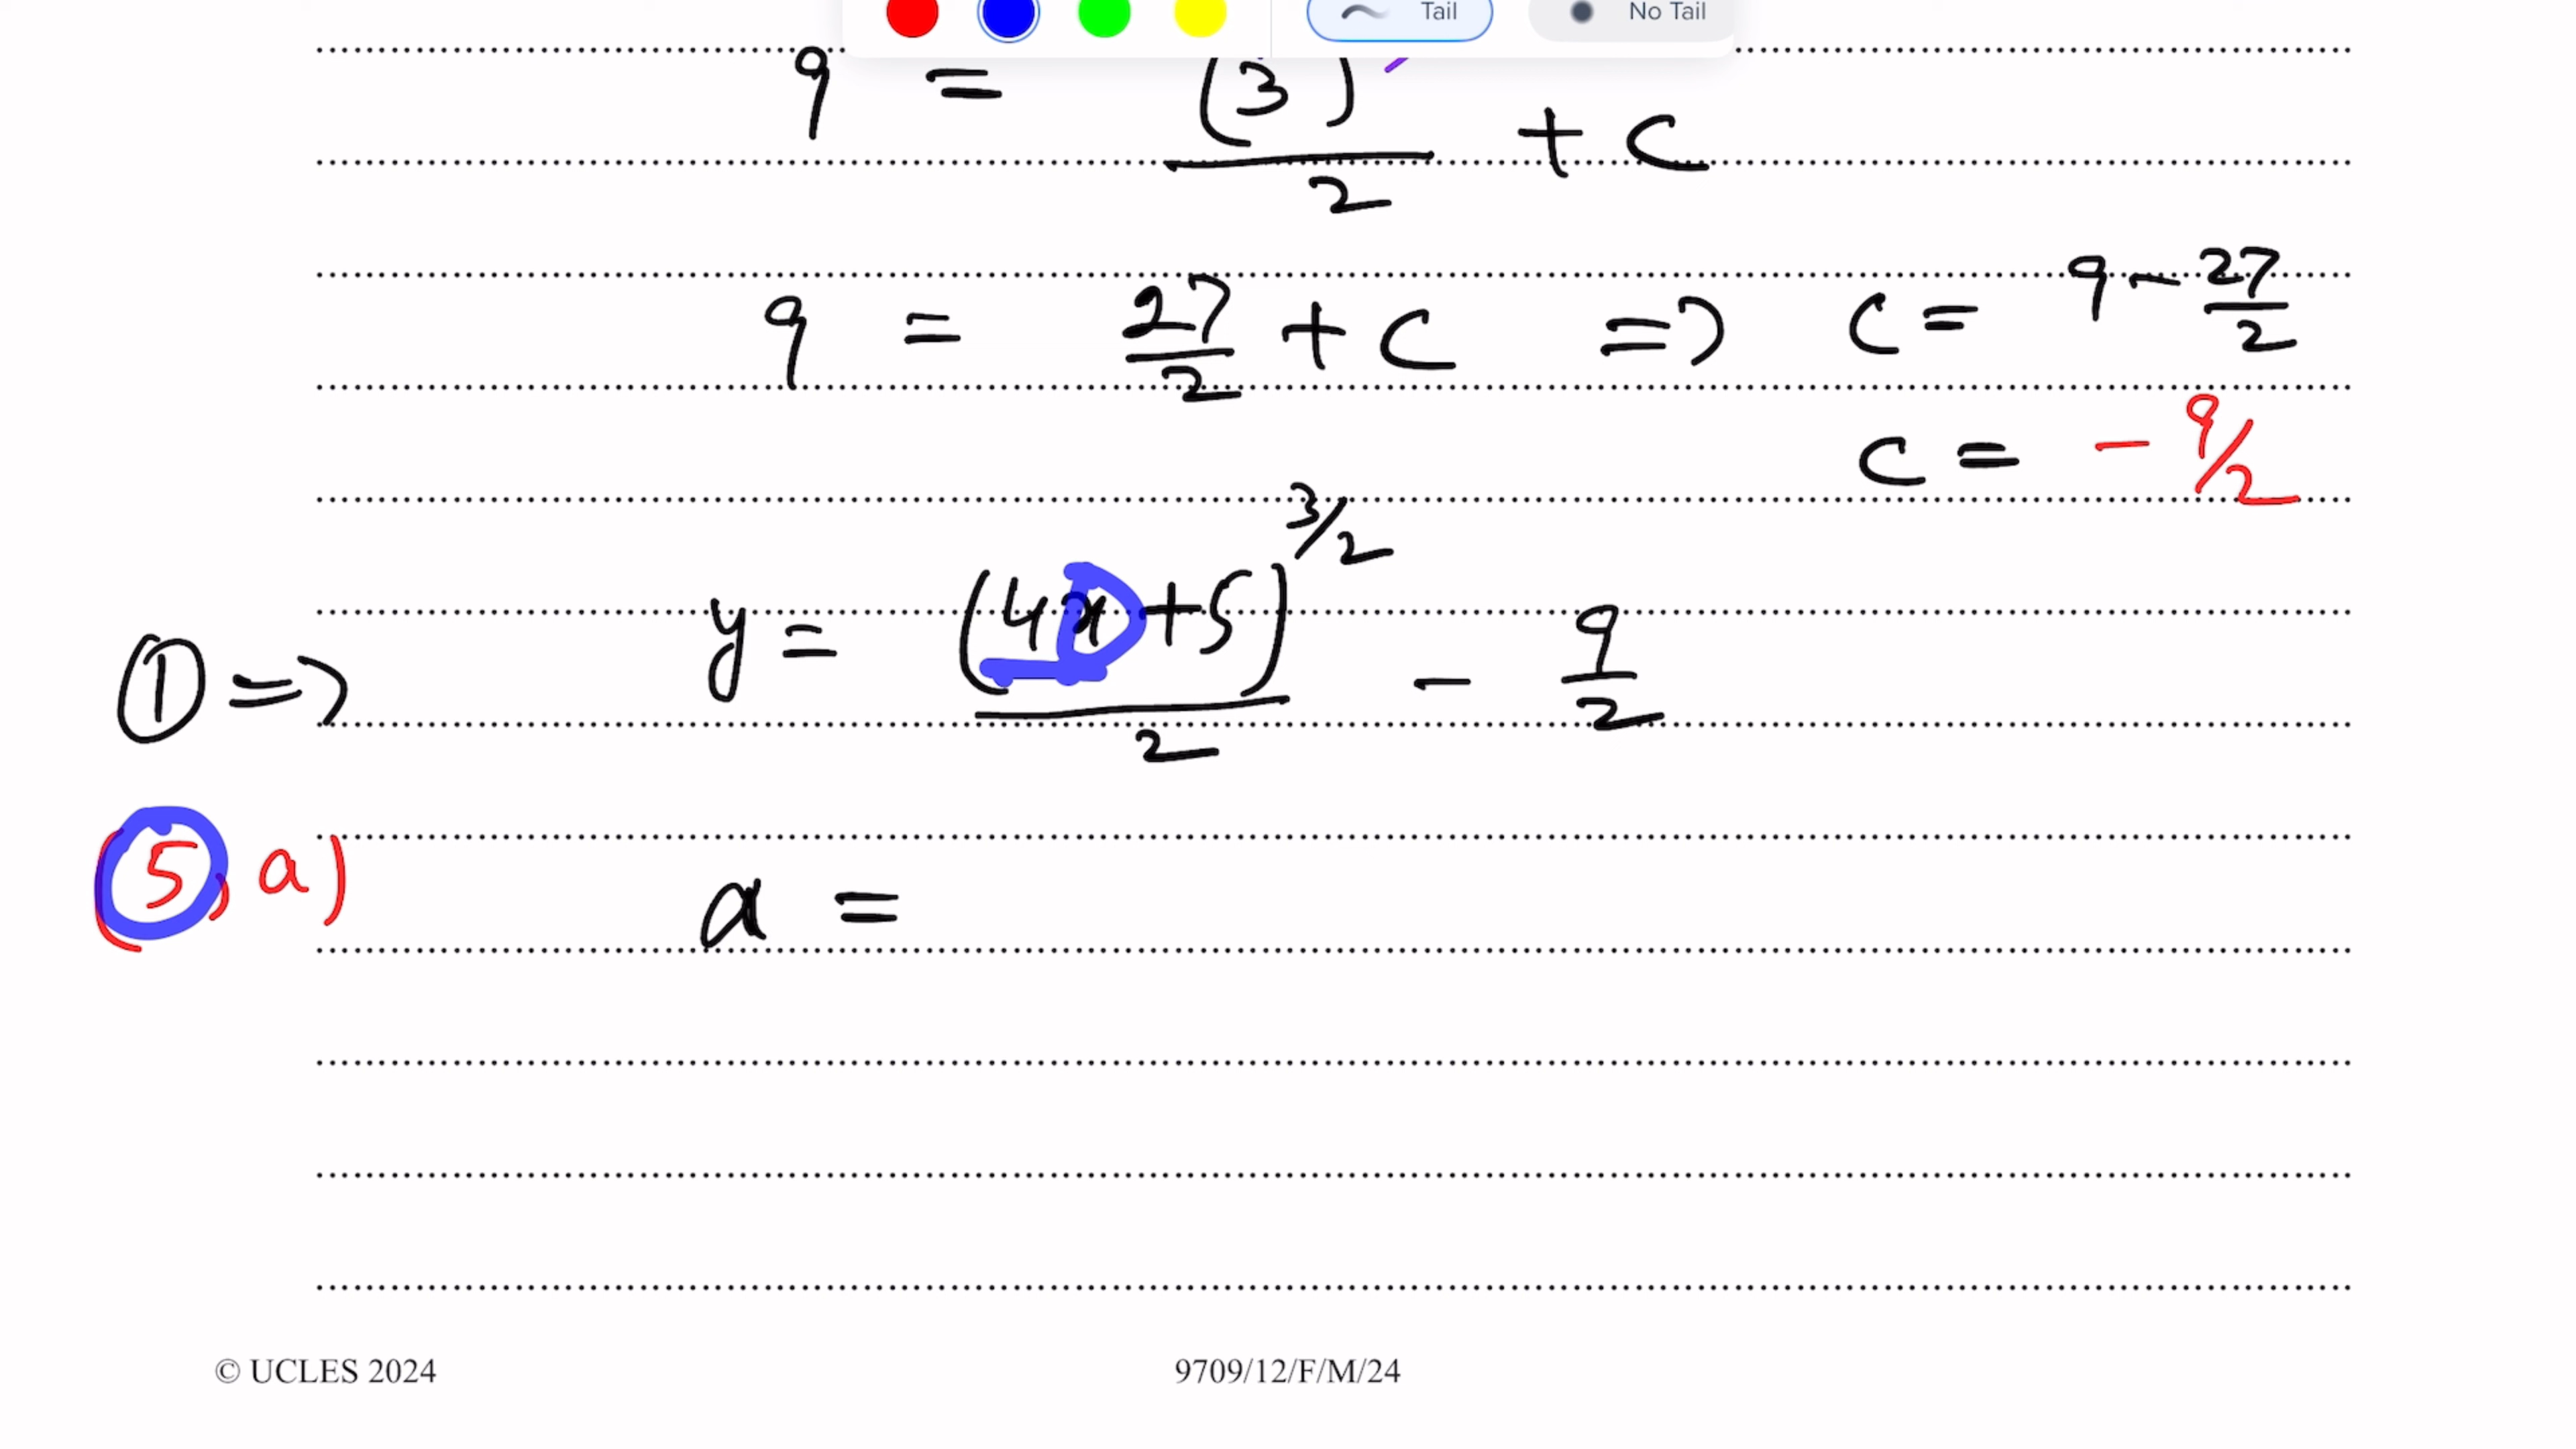 Tail No Tail
9 = (3) / 2 + c
9 = 27/2 + c => c = 9 - 27/2
c = - 9/2
① => y = (4x+5)^3/2 / 2 - 9/2
(5, a) a =
© UCLES 2024 9709/12/F/M/24